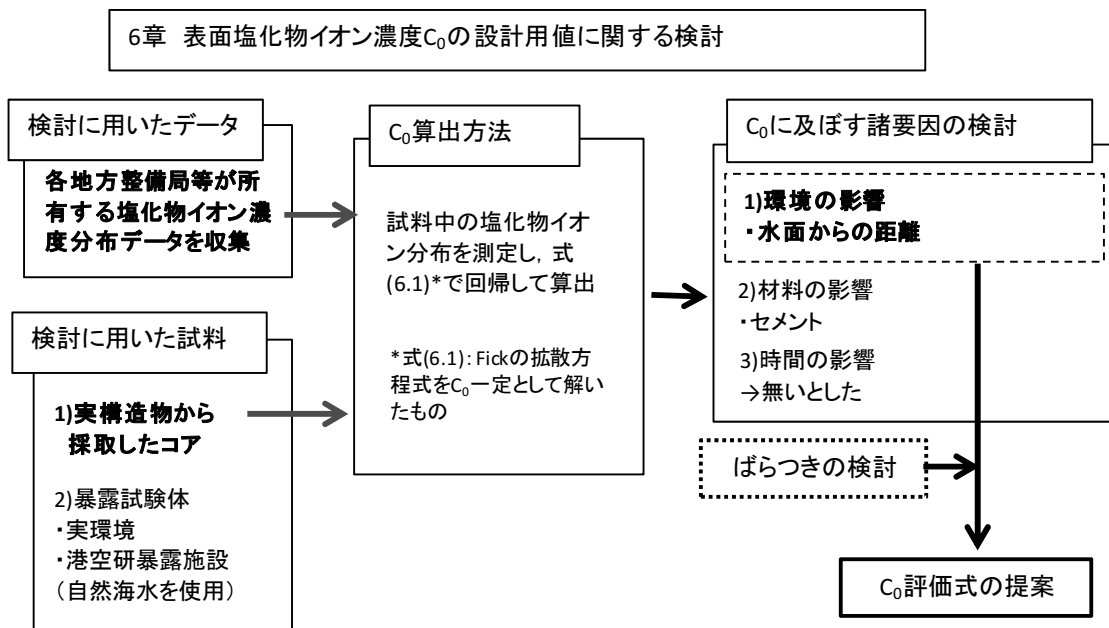 6章 表面塩化物イオン濃度C₀の設計用値に関する検討
検討に用いたデータ
各地方整備局等が所
有する塩化物イオン濃
度分布データを収集
検討に用いた試料
1)実構造物から
採取したコア
2)暴露試験体
・実環境
・港空研暴露施設
(自然海水を使用)
C₀算出方法
試料中の塩化物イオ
ン分布を測定し，式
(6.1)*で回帰して算出
*式(6.1)：Fickの拡散方
程式をC₀一定として解い
たもの
C₀に及ぼす諸要因の検討
1)環境の影響
・水面からの距離
2)材料の影響
・セメント
3)時間の影響
→無いとした
ばらつきの検討
C₀評価式の提案